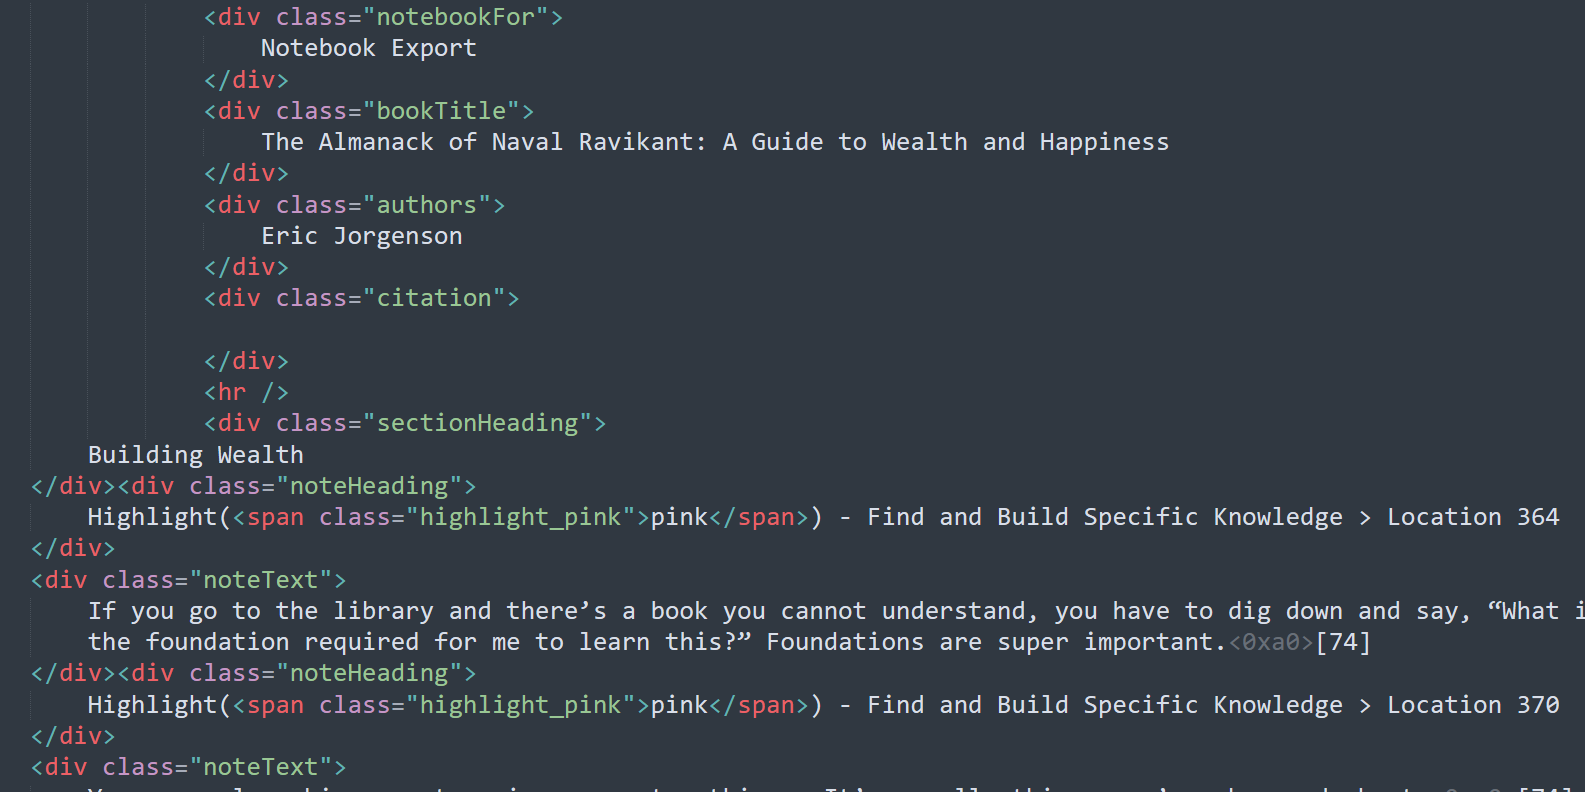 <div class="notebookFor">
Notebook Export
</div>
<div class="bookTitle">
The Almanack of Naval Ravikant: A Guide to Wealth and Happiness
</div>
<div class="authors">
Eric Jorgenson
</div>
<div class="citation">
</div>
<hr />
<div class="sectionHeading">
Building Wealth
</div><div class="noteHeading">
Highlight(<span class="highlight_pink">pink</span>) - Find and Build Specific Knowledge > Location 364
</div>
<div class="noteText">
If you go to the library and there’s a book you cannot understand, you have to dig down and say, “What i
the foundation required for me to learn this?” Foundations are super important.<0xa0>[74]
</div><div class="noteHeading">
Highlight(<span class="highlight_pink">pink</span>) - Find and Build Specific Knowledge > Location 370
</div>
<div class="noteText">